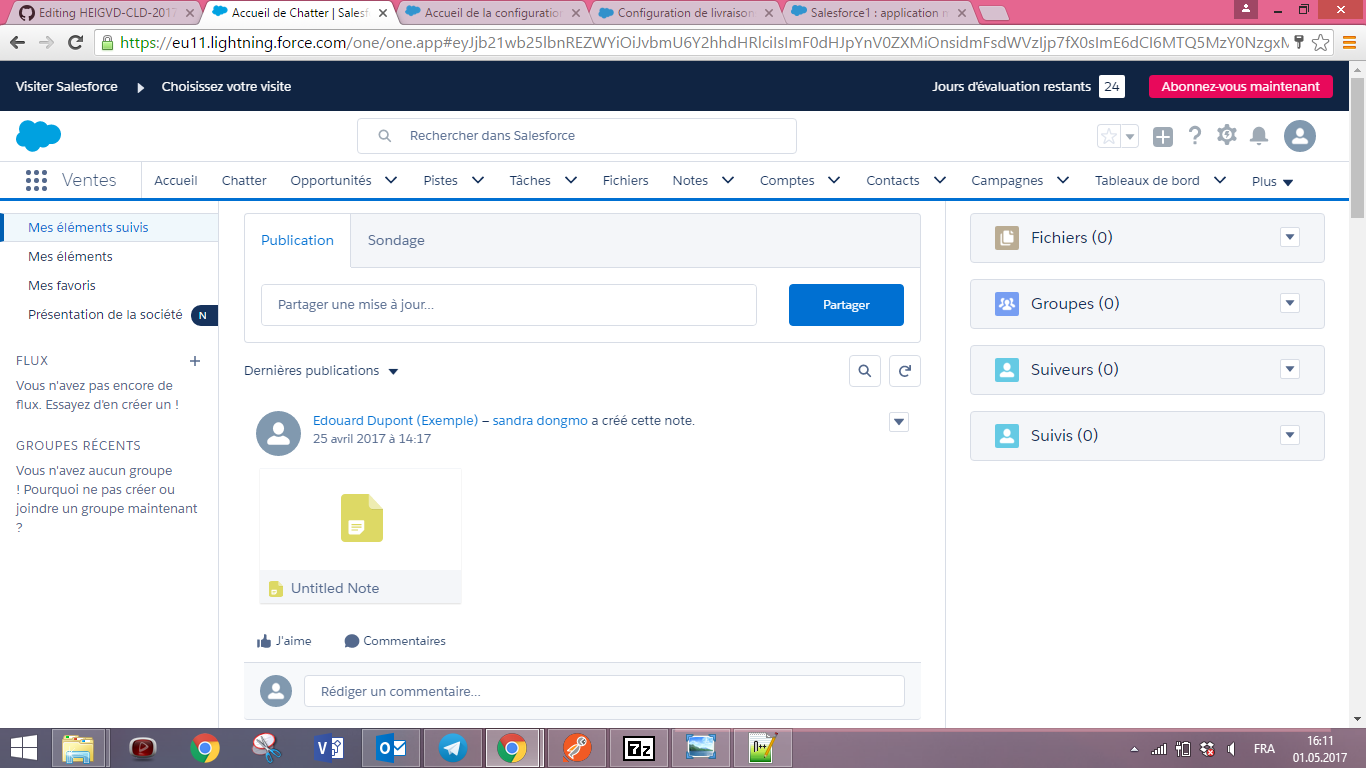 Editing HEIGVD-CLD-2017
Accueil de Chatter | Salesf
Accueil de la configuration
Configuration de livraison
Salesforce1 : application m
https://eu11.lightning.force.com/one/one.app#eyJjb21wb25lbnREZWYiOiJvbmU6Y2hhdHRlciIsImF0dHJpYnV0ZXMiOnsidmFsdWVzIjp7fX0sImE6dCI6MTQ5MzY0NzgxM
Visiter Salesforce
Choisissez votre visite
Jours d'évaluation restants 24
Abonnez-vous maintenant
Rechercher dans Salesforce
Ventes
Accueil
Chatter
Opportunités
Pistes
Tâches
Fichiers
Notes
Comptes
Contacts
Campagnes
Tableaux de bord
Plus
Mes éléments suivis
Mes éléments
Mes favoris
Présentation de la société N
FLUX
Vous n'avez pas encore de
flux. Essayez d'en créer un !
GROUPES RÉCENTS
Vous n'avez aucun groupe
! Pourquoi ne pas créer ou
joindre un groupe maintenant
?
Publication
Sondage
Partager une mise à jour...
Partager
Dernières publications
Edouard Dupont (Exemple) – sandra dongmo a créé cette note.
25 avril 2017 à 14:17
Untitled Note
J'aime
Commentaires
Rédiger un commentaire...
Fichiers (0)
Groupes (0)
Suiveurs (0)
Suivis (0)
7z
n++
FRA
16:11
01.05.2017